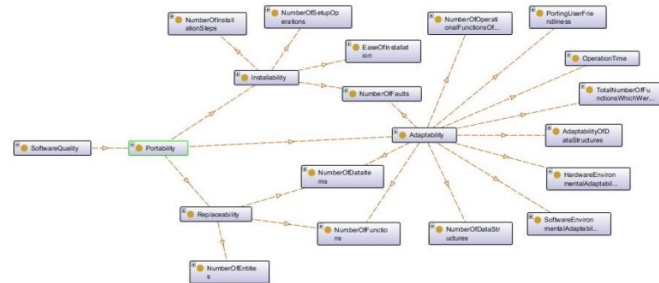 NumberOfInstall
ationSteps
NumberOfSetupOp
erations
EaseOfInstallat
ion
Installability
NumberOfFaults
NumberOfOperati
onalFunctionsOf...
PortingUserFrie
ndliness
OperationTime
TotalNumberOfFu
nctionsWhichWer...
SoftwareQuality
Portability
Adaptability
AdaptabilityOfD
ataStructures
NumberOfDataIte
ms
HardwareEnviron
mentalAdaptabil...
Replaceability
NumberOfFunctio
ns
NumberOfDataStr
uctures
SoftwareEnviron
mentalAdaptabil...
NumberOfEntitie
s